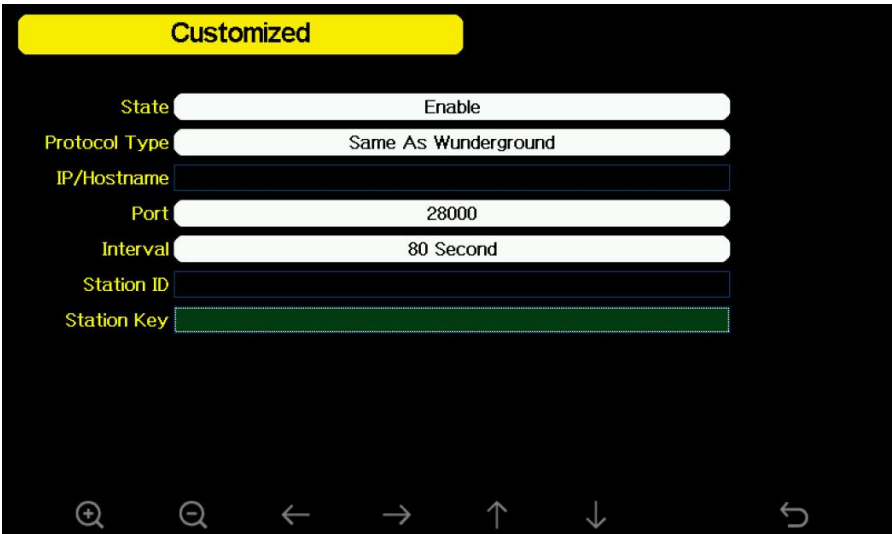 Customized
State Enable
Protocol Type Same As Wunderground
IP/Hostname
Port 28000
Interval 80 Second
Station ID
Station Key